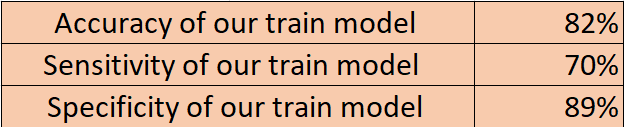 Accuracy of our train model 82%
Sensitivity of our train model 70%
Specificity of our train model 89%